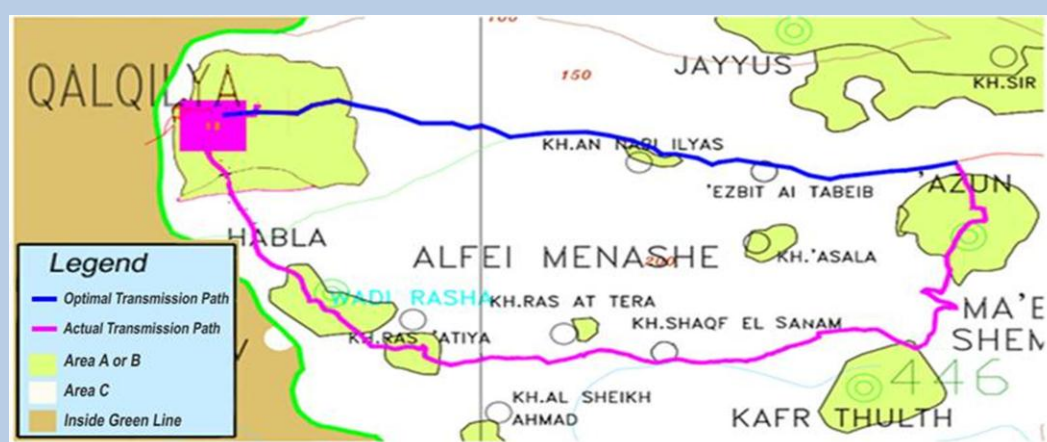 100
QALQILYA
150
JAYYUS
KH.SIR
KH.AN NABI ILYAS
'EZBIT AI TABEIB
'AZUN
HABLA
ALFEI MENASHE
200
KH.'ASALA
WADI RASHA
KH.RAS AT TERA
KH.SHAQF EL SANAM
MA'E
SHEM
KH.RAS 'ATIYA
446
KH.AL SHEIKH
AHMAD
KAFR THULTH
Legend
Optimal Transmission Path
Actual Transmission Path
Area A or B
Area C
Inside Green Line